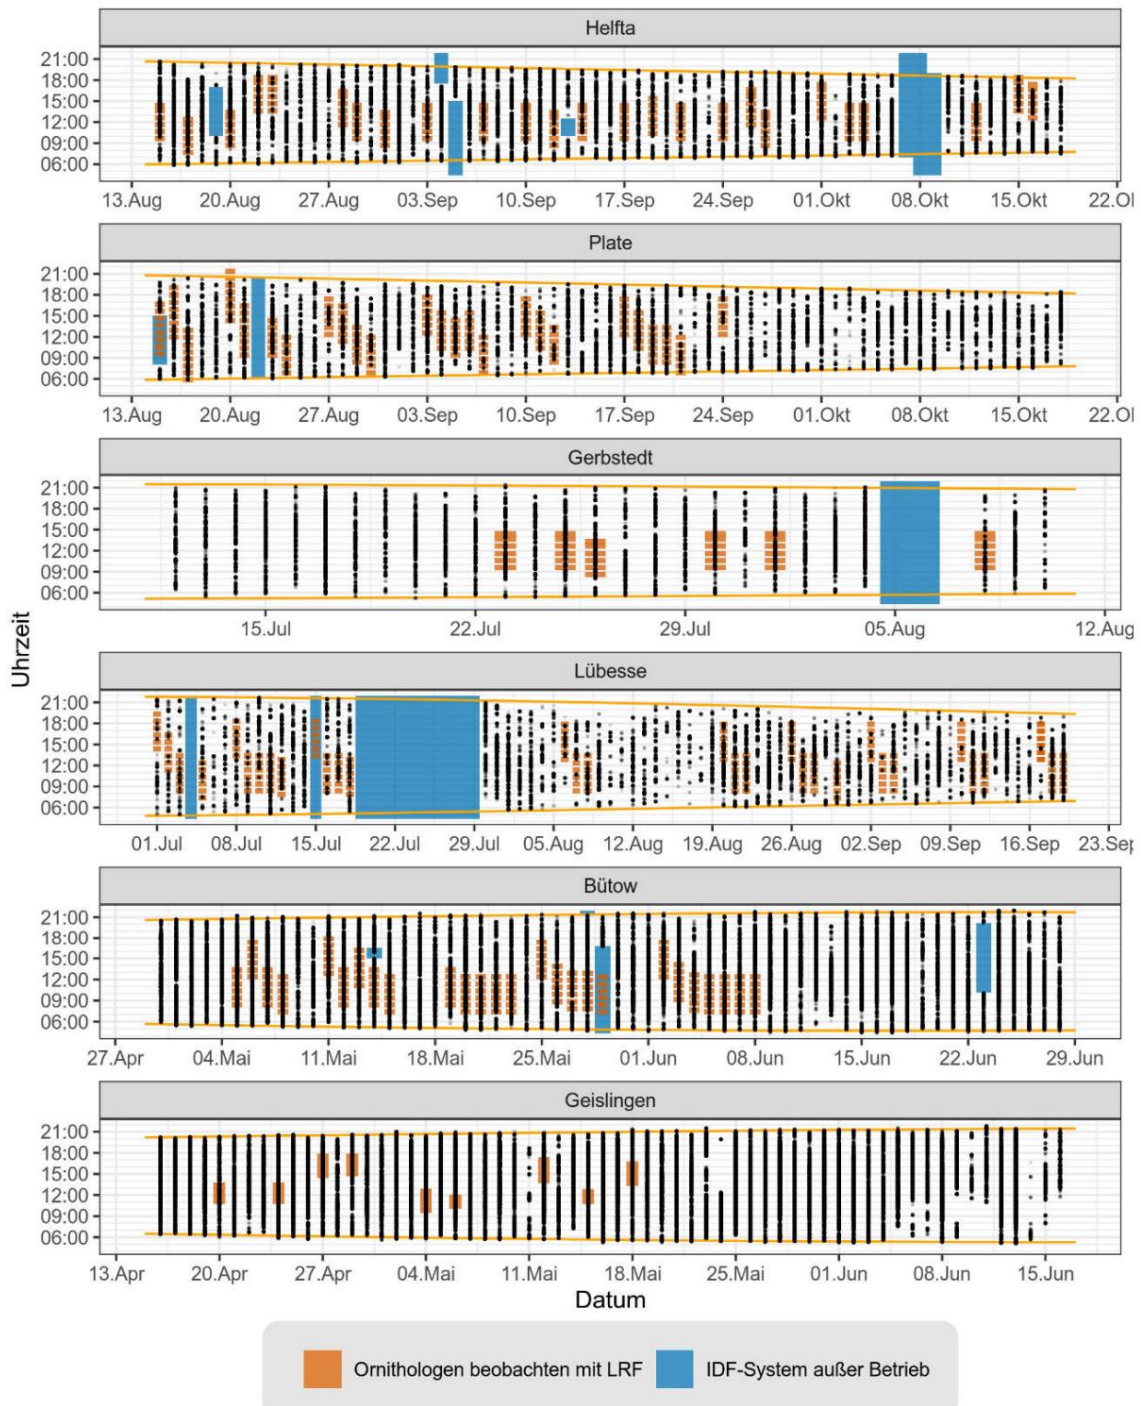 Helfta
21:00
18:00
15:00
12:00
09:00
06:00
13.Aug 20.Aug 27.Aug 03.Sep 10.Sep 17.Sep 24.Sep 01.Okt 08.Okt 15.Okt
Plate
21:00
18:00
15:00
12:00
09:00
06:00
13.Aug 20.Aug 27.Aug 03.Sep 10.Sep 17.Sep 24.Sep 01.Okt 08.Okt 15.Okt
Gerbstedt
21:00
18:00
15:00
12:00
09:00
06:00
15.Jul 22.Jul 29.Jul 05.Aug 12.Aug
Uhrzeit
Lübesse
21:00
18:00
15:00
12:00
09:00
06:00
01.Jul 08.Jul 15.Jul 22.Jul 29.Jul 05.Aug 12.Aug 19.Aug 26.Aug 02.Sep 09.Sep 16.Sep
Bütow
21:00
18:00
15:00
12:00
09:00
06:00
27.Apr 04.Mai 11.Mai 18.Mai 25.Mai 01.Jun 08.Jun 15.Jun 22.Jun 29.Jun
Geislingen
21:00
18:00
15:00
12:00
09:00
06:00
13.Apr 20.Apr 27.Apr 04.Mai 11.Mai 18.Mai 25.Mai 01.Jun 08.Jun 15.Jun
Datum
Ornithologen beobachten mit LRF IDF-System außer Betrieb